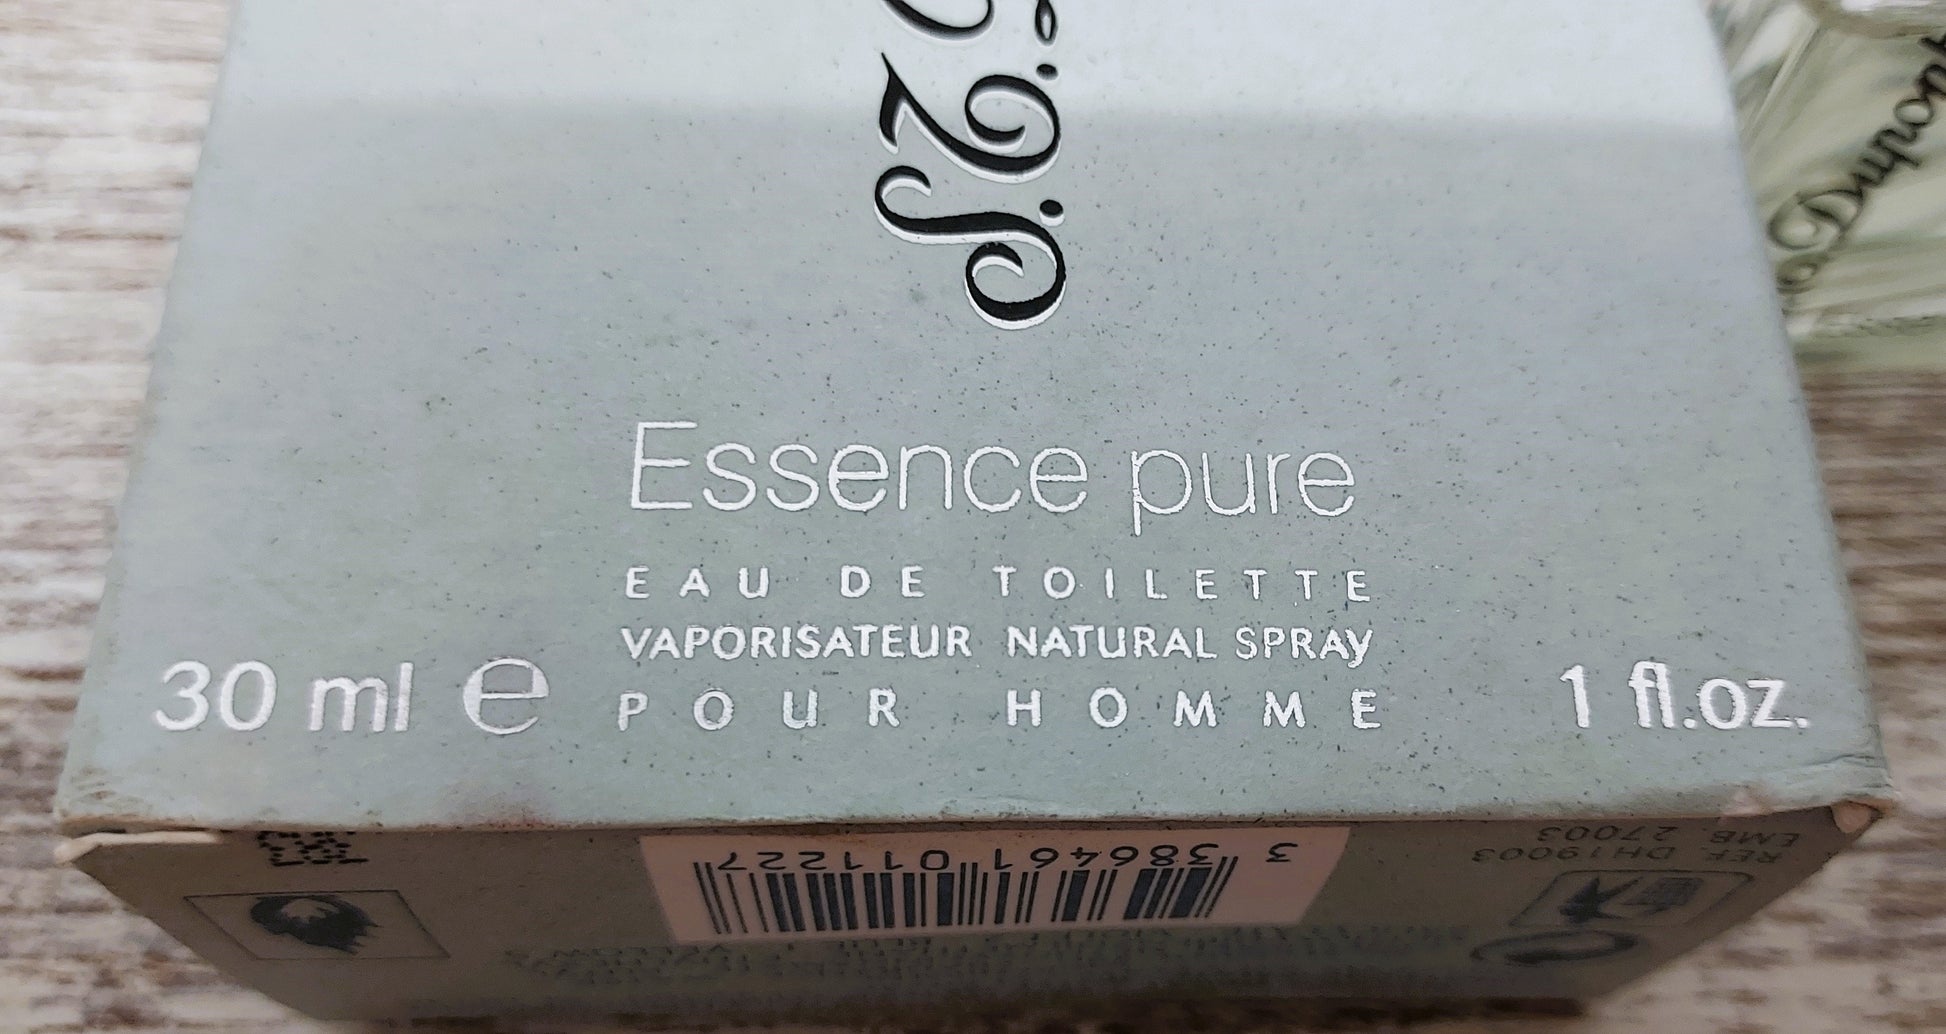 S.T.
Essence pure
EAU DE TOILETTE
VAPORISATEUR NATURAL SPRAY
POUR HOMME
30 ml e
1 fl.oz.
3 386461 011227
REF. DH19003
EMB. 27003
Dupont